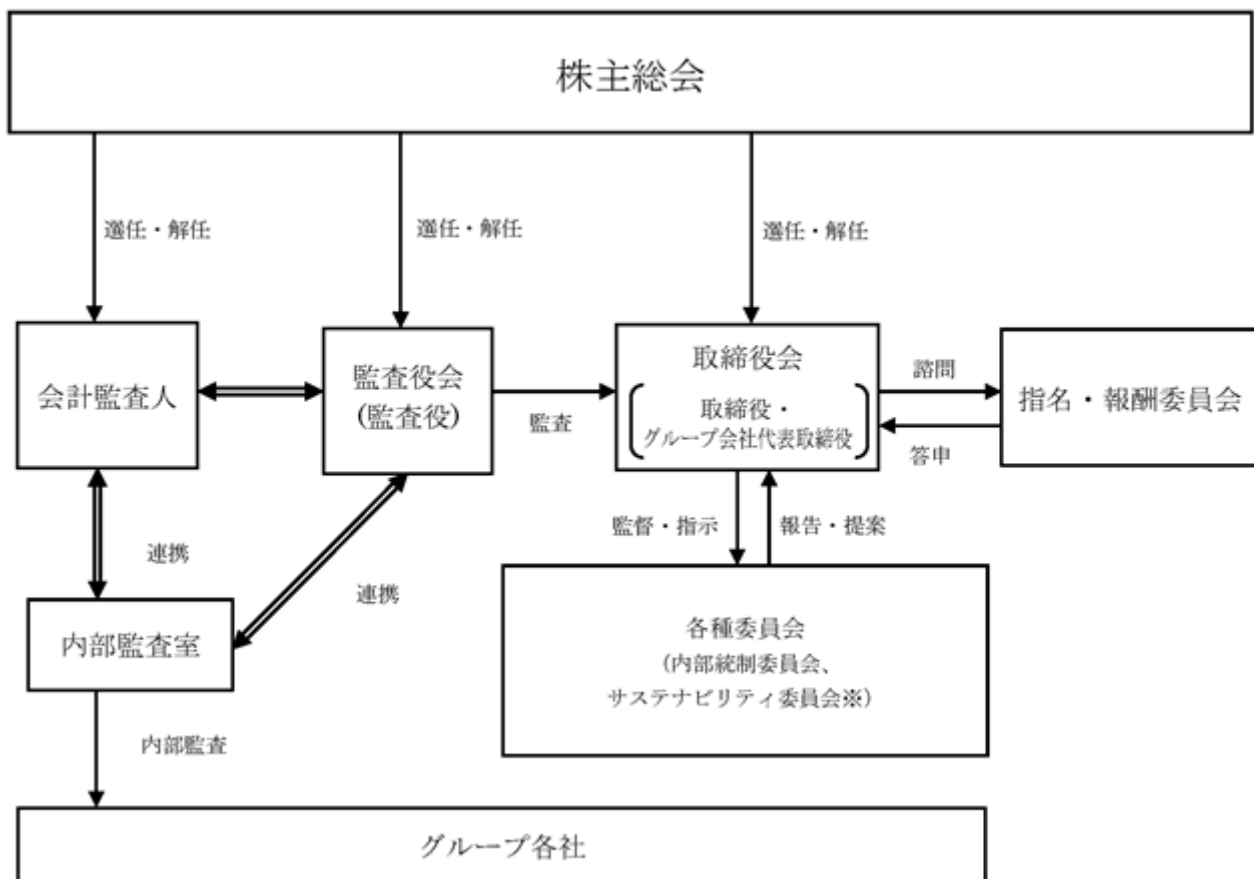 株主総会
選任・解任
選任・解任
選任・解任
会計監査人
監査役会
(監査役)
監査
取締役会
取締役・
グループ会社代表取締役
諮問
答申
指名・報酬委員会
監督・指示
報告・提案
連携
連携
内部監査室
各種委員会
(内部統制委員会、
サステナビリティ委員会※)
内部監査
グループ各社